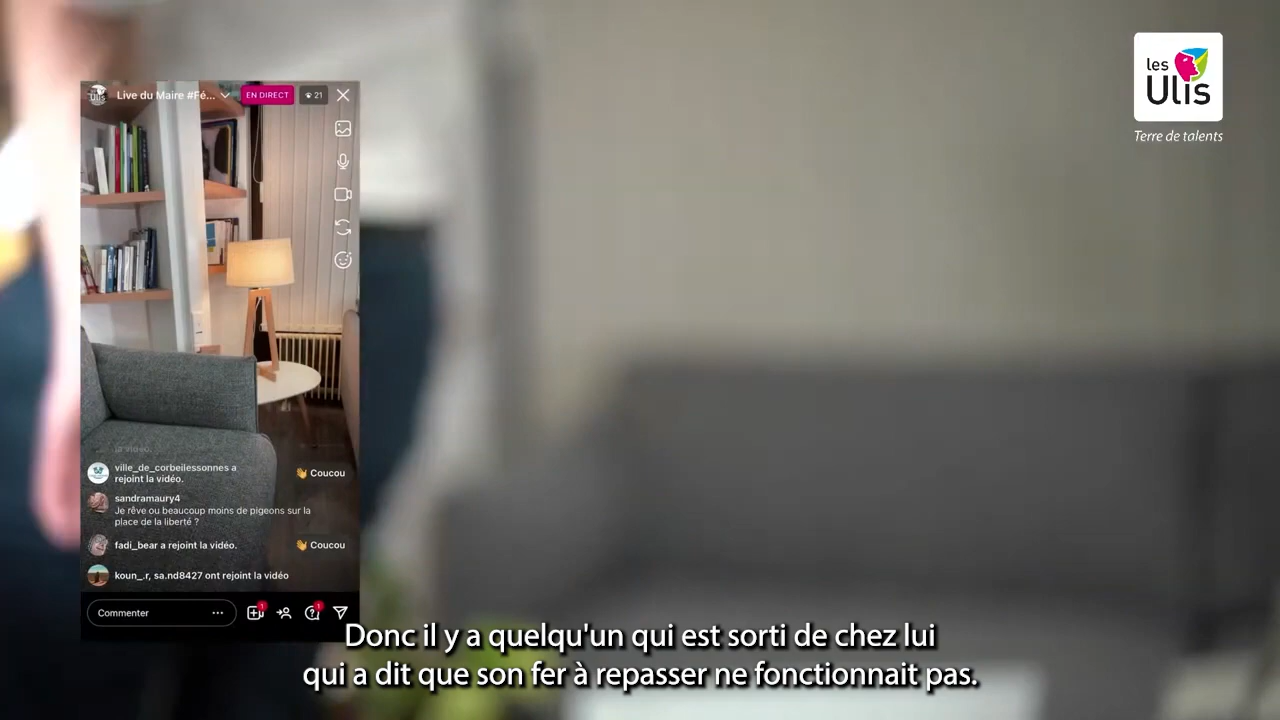 les
Ulis
Terre de talents
Live du Maire #Fé...
EN DIRECT
21
ville_de_corbeilessonnes a
rejoint la vidéo.
Coucou
sandramaury4
Je rêve ou beaucoup moins de pigeons sur la
place de la liberté ?
fadi_bear a rejoint la vidéo.
Coucou
koun_.r, sa.nd8427 ont rejoint la vidéo
Commenter
1
1
Donc il y a quelqu'un qui est sorti de chez lui
qui a dit que son fer à repasser ne fonctionnait pas.